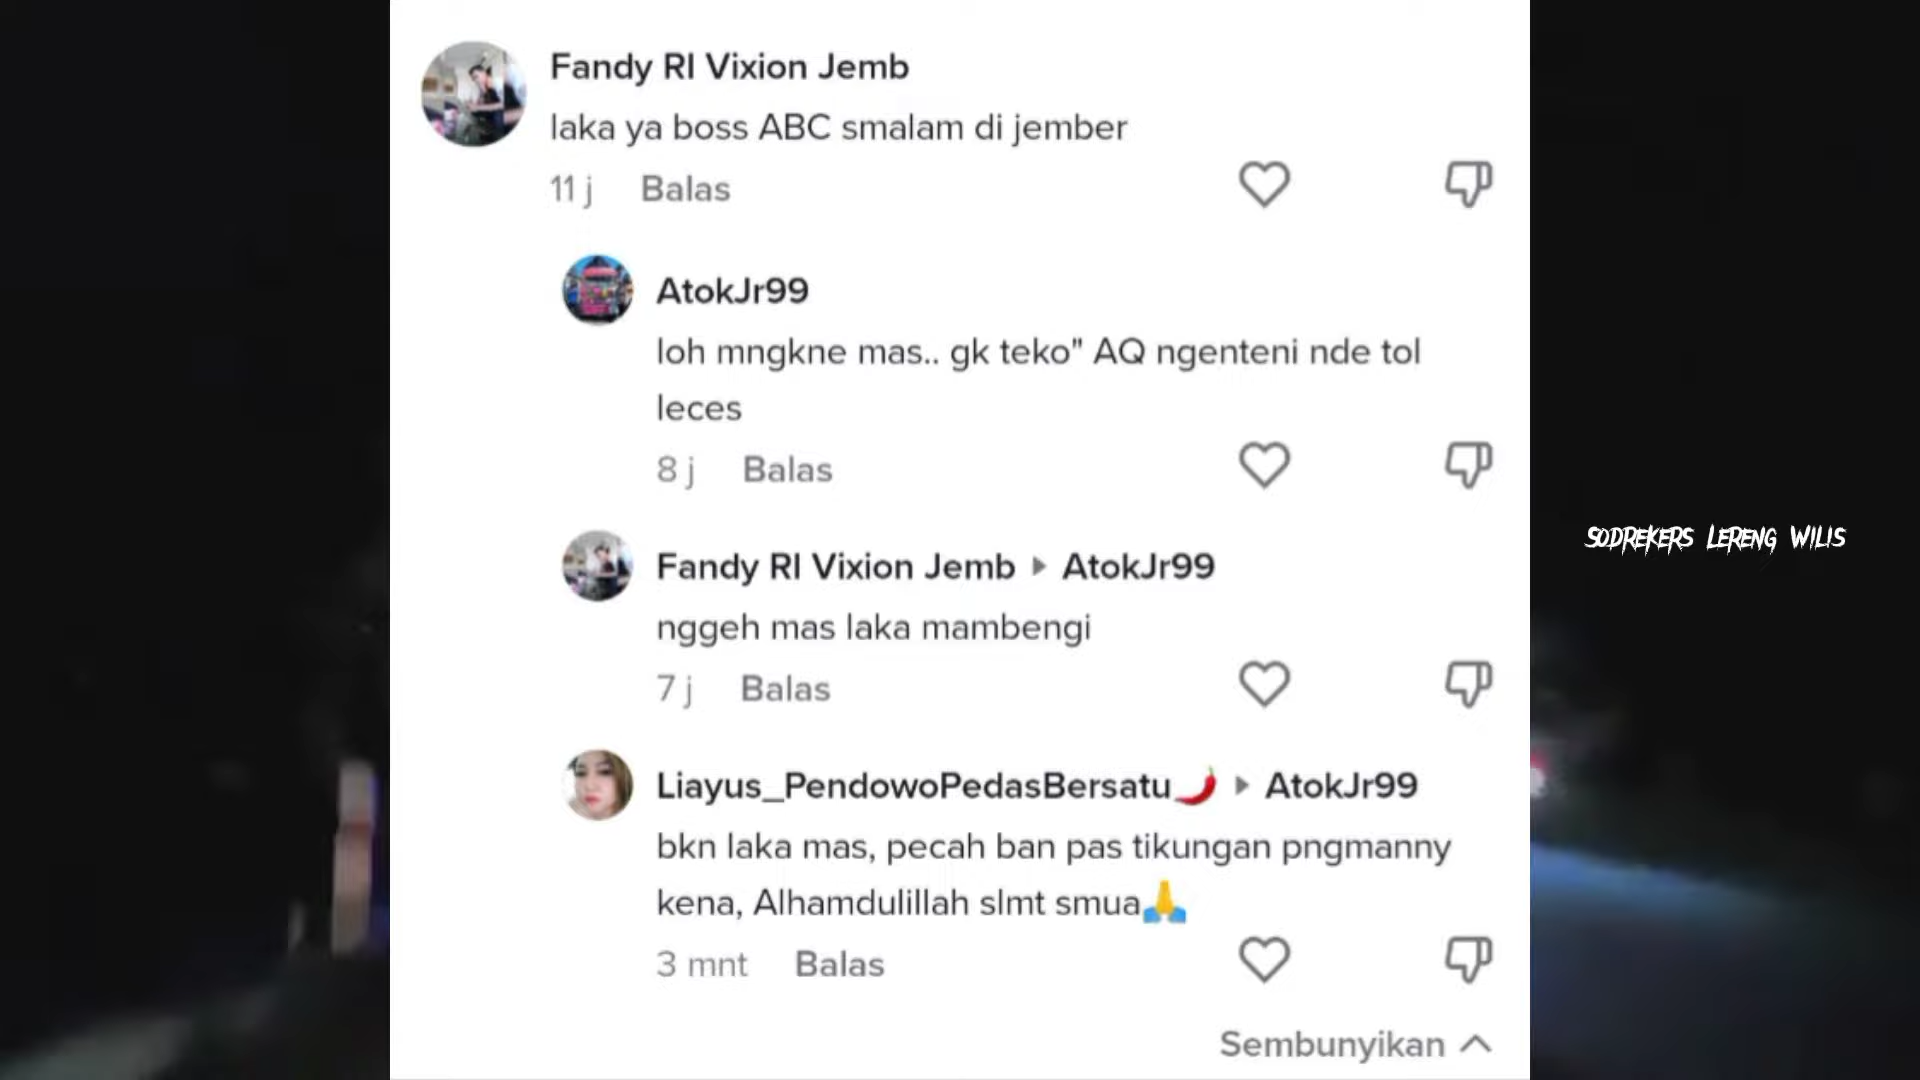 Fandy RI Vixion Jemb
laka ya boss ABC smalam di jember
11 j Balas
AtokJr99
loh mngkne mas.. gk teko" AQ ngenteni nde tol
leces
8 j Balas
Fandy RI Vixion Jemb ▸ AtokJr99
nggeh mas laka mambengi
7 j Balas
SODREKERS LERENG WILIS
Liayus_PendowoPedasBersatu🌶️ ▸ AtokJr99
bkn laka mas, pecah ban pas tikungan pngmanny
kena, Alhamdulillah slmt smua🙏
3 mnt Balas
Sembunyikan